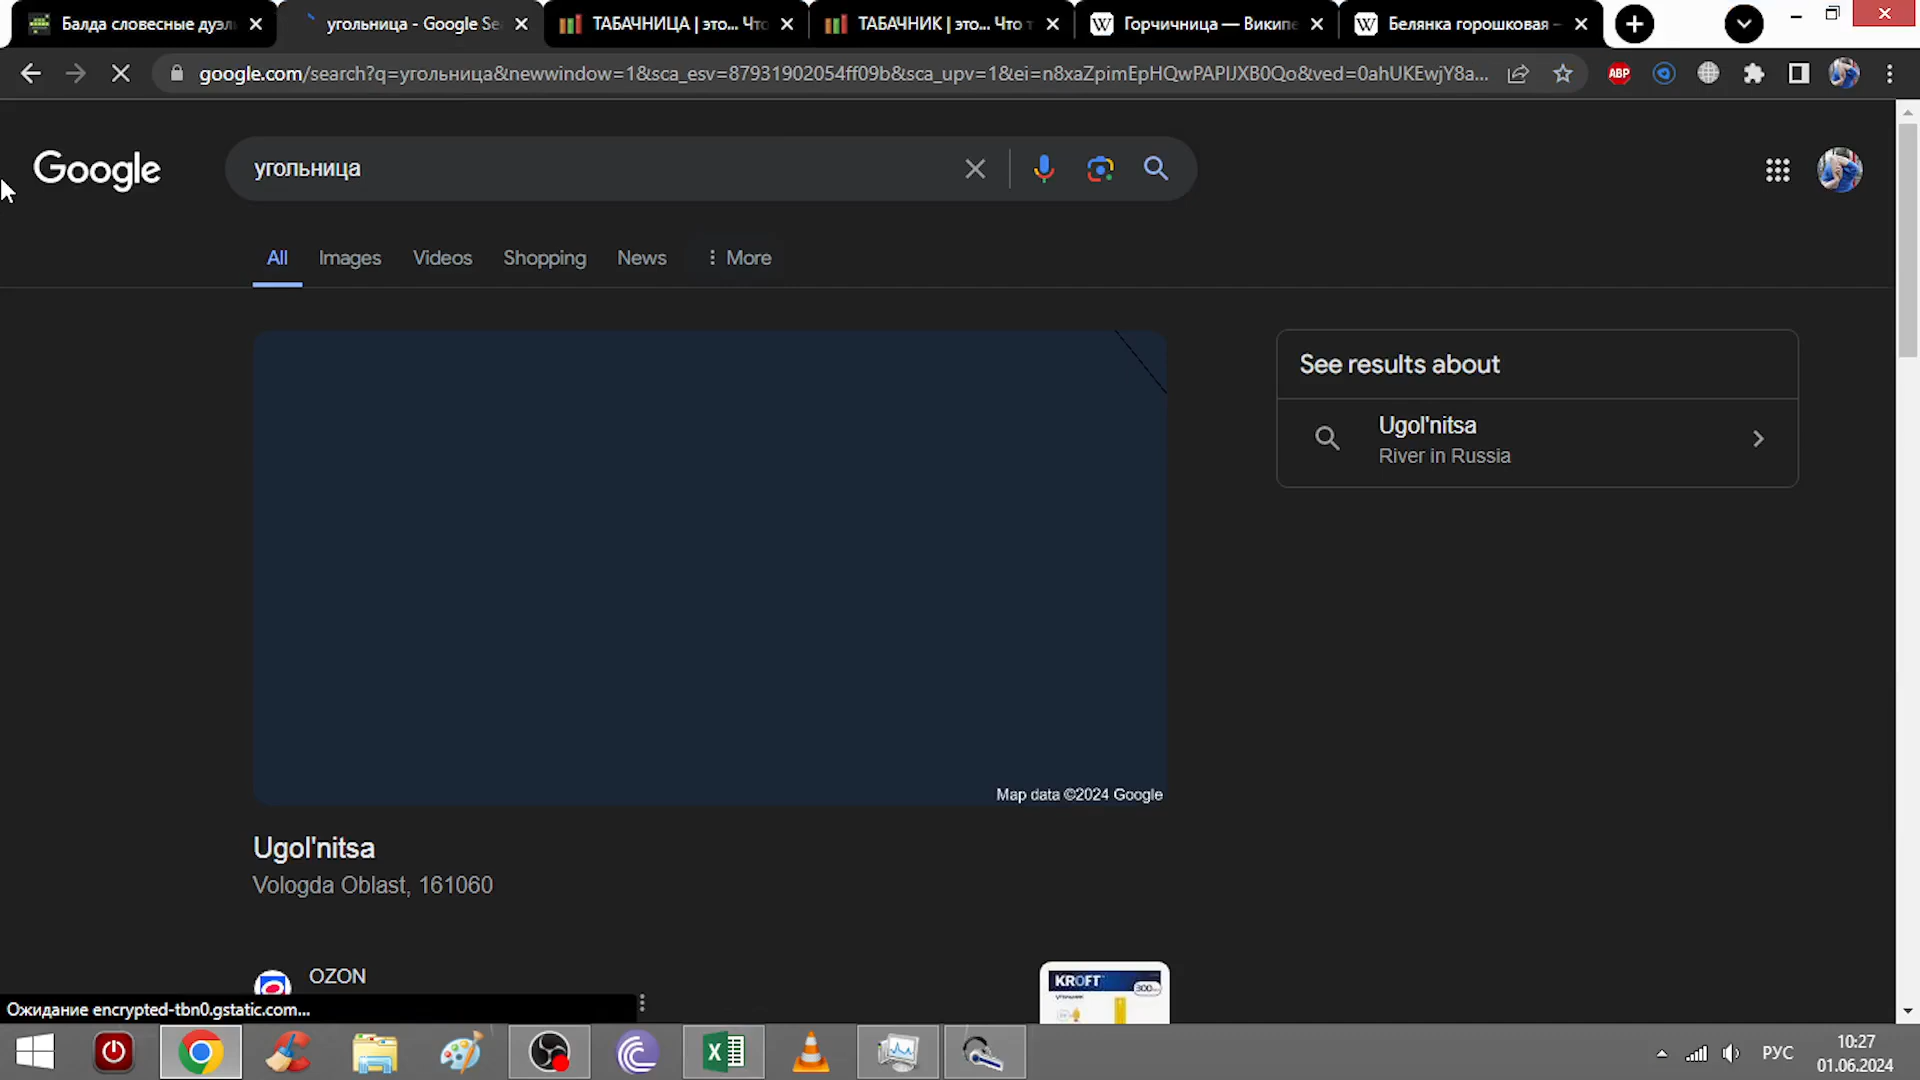 Балда словесные дуэл
угольница - Google Se
ТАБАЧНИЦА | это... Что
ТАБАЧНИК | это... Что т
Горчичница — Википе
Белянка горошковая –
google.com/search?q=угольница&newwindow=1&sca_esv=87931902054ff09b&sca_upv=1&ei=n8xaZpimEpHQwPAPlJXB0Qo&ved=0ahUKEwjY8a...
ABP
Google
угольница
All
Images
Videos
Shopping
News
More
See results about
Ugol'nitsa
River in Russia
Map data ©2024 Google
Ugol'nitsa
Vologda Oblast, 161060
OZON
KROFT
300
Ожидание encrypted-tbn0.gstatic.com...
РУС
10:27
01.06.2024